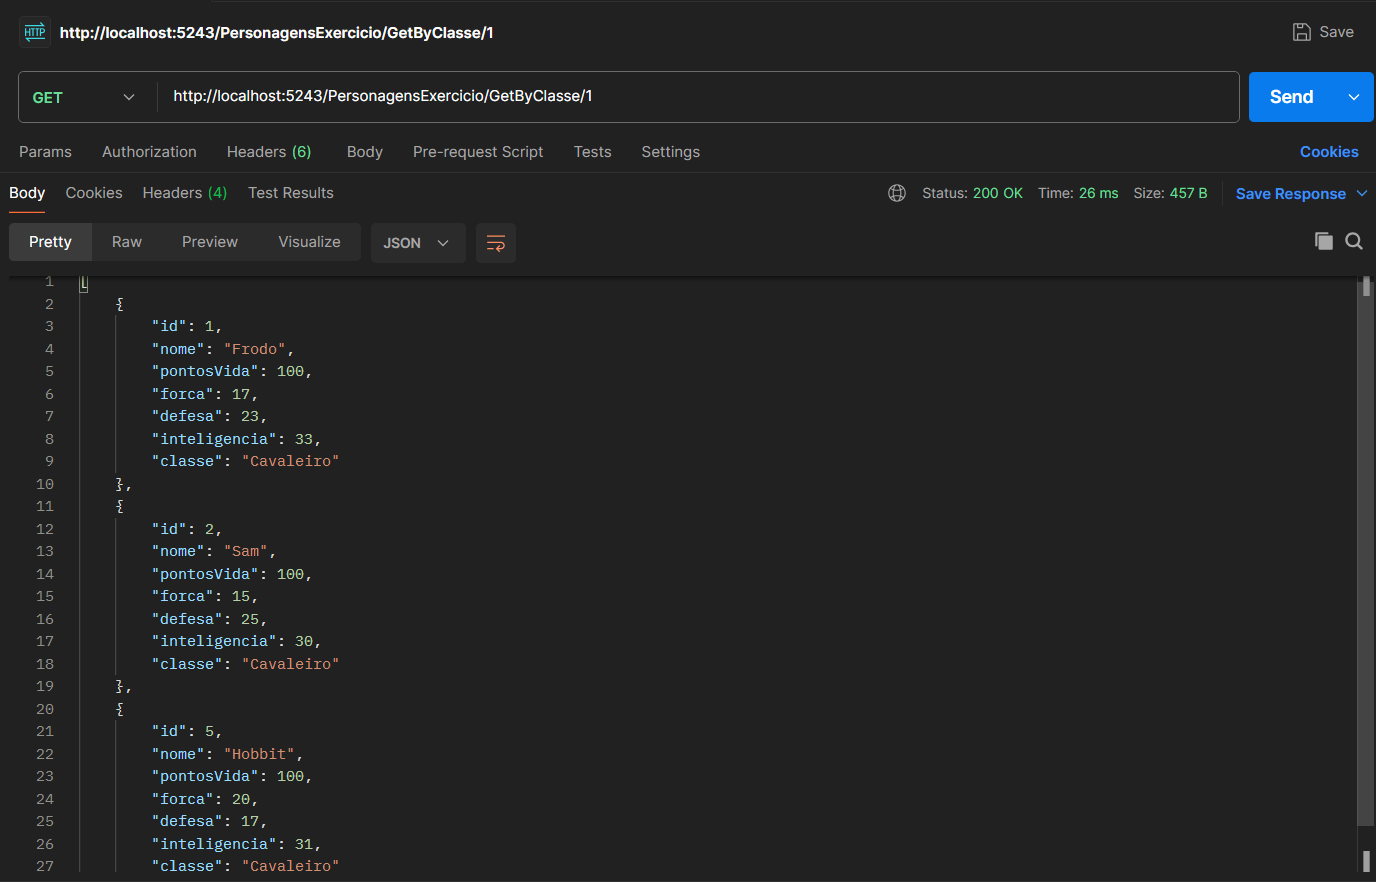 HTTP http://localhost:5243/PersonagensExercicio/GetByClasse/1 Save
GET http://localhost:5243/PersonagensExercicio/GetByClasse/1 Send
Params Authorization Headers (6) Body Pre-request Script Tests Settings Cookies
Body Cookies Headers (4) Test Results Status: 200 OK Time: 26 ms Size: 457 B Save Response
Pretty Raw Preview Visualize JSON
1 [
2 {
3 "id": 1,
4 "nome": "Frodo",
5 "pontosVida": 100,
6 "forca": 17,
7 "defesa": 23,
8 "inteligencia": 33,
9 "classe": "Cavaleiro"
10 },
11 {
12 "id": 2,
13 "nome": "Sam",
14 "pontosVida": 100,
15 "forca": 15,
16 "defesa": 25,
17 "inteligencia": 30,
18 "classe": "Cavaleiro"
19 },
20 {
21 "id": 5,
22 "nome": "Hobbit",
23 "pontosVida": 100,
24 "forca": 20,
25 "defesa": 17,
26 "inteligencia": 31,
27 "classe": "Cavaleiro"